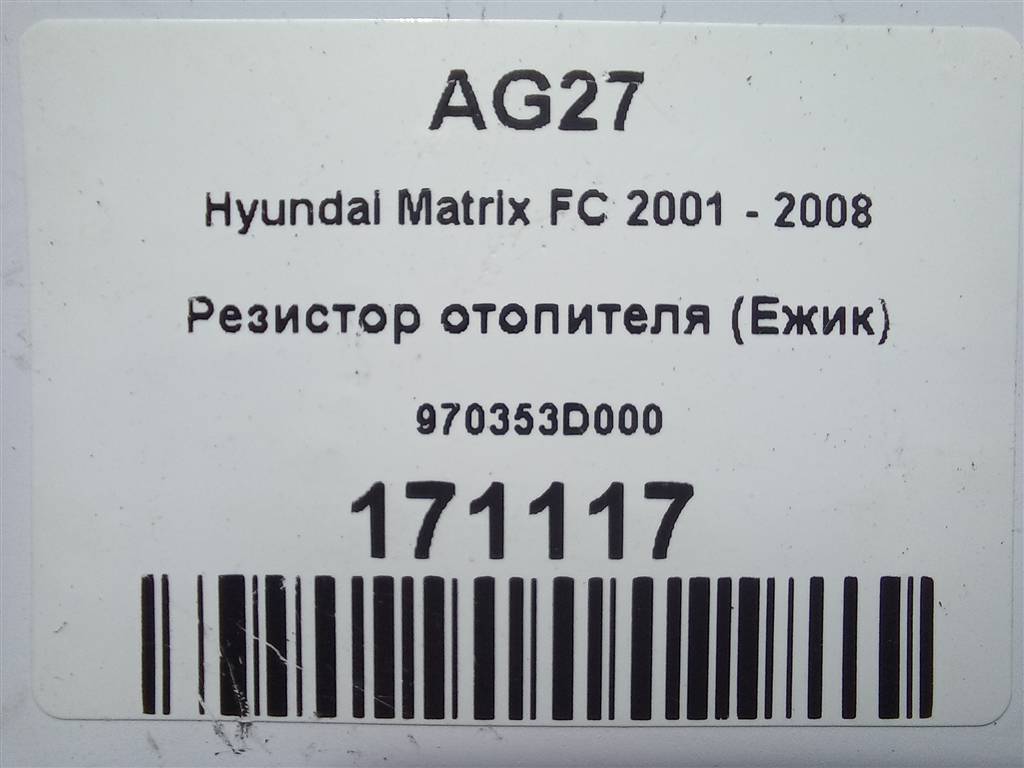 AG27
Hyundai Matrix FC 2001 - 2008
Резистор отопителя (Ежик)
970353D000
171117